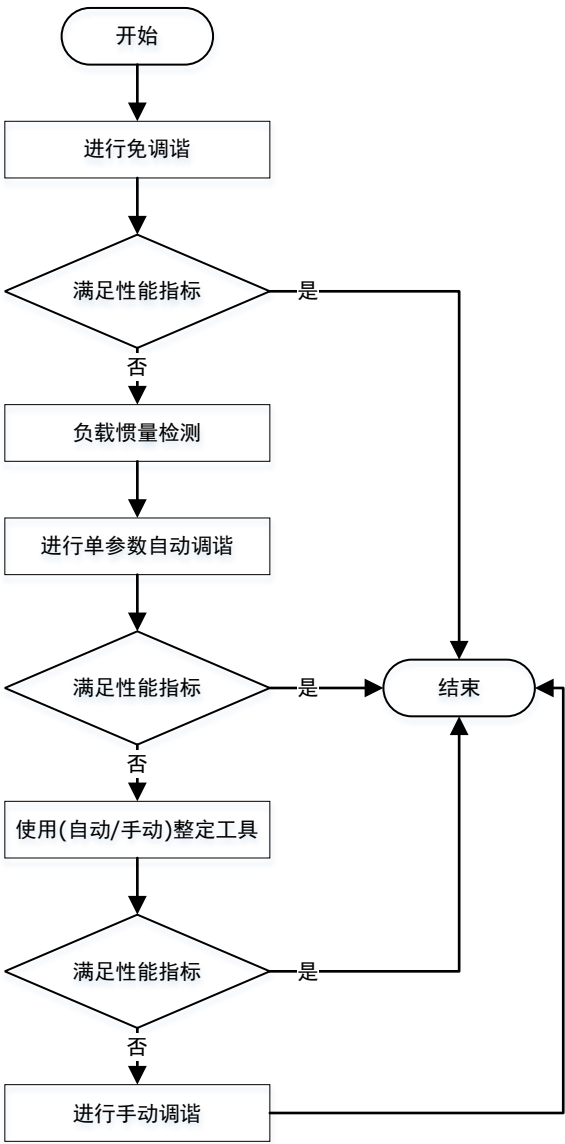 开始
进行免调谐
满足性能指标
是
否
负载惯量检测
进行单参数自动调谐
满足性能指标
是
结束
否
使用(自动/手动)整定工具
满足性能指标
是
否
进行手动调谐